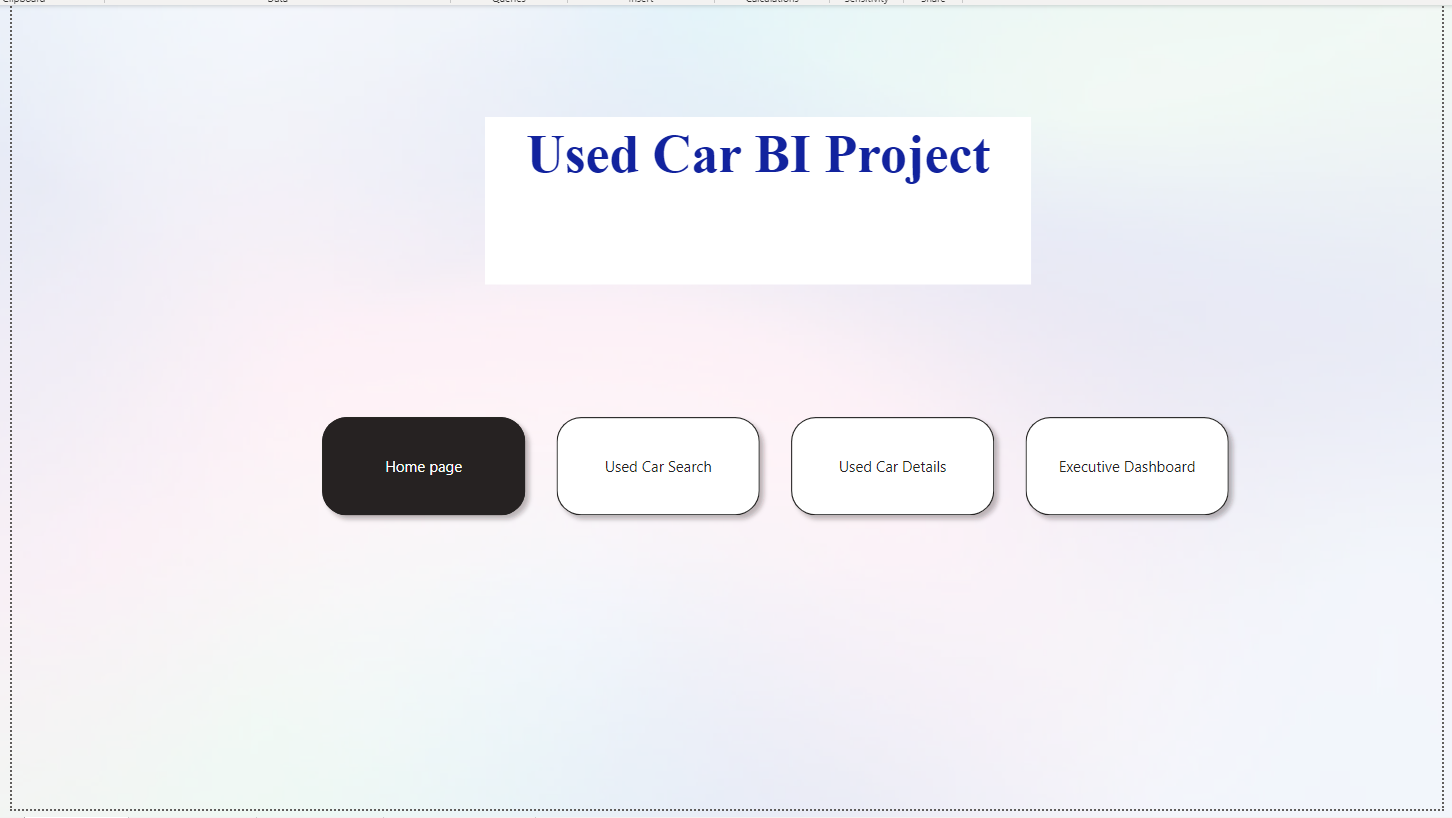 Clipboard Data Queries Insert Calculations Sensitivity Share
Used Car BI Project
Home page Used Car Search Used Car Details Executive Dashboard